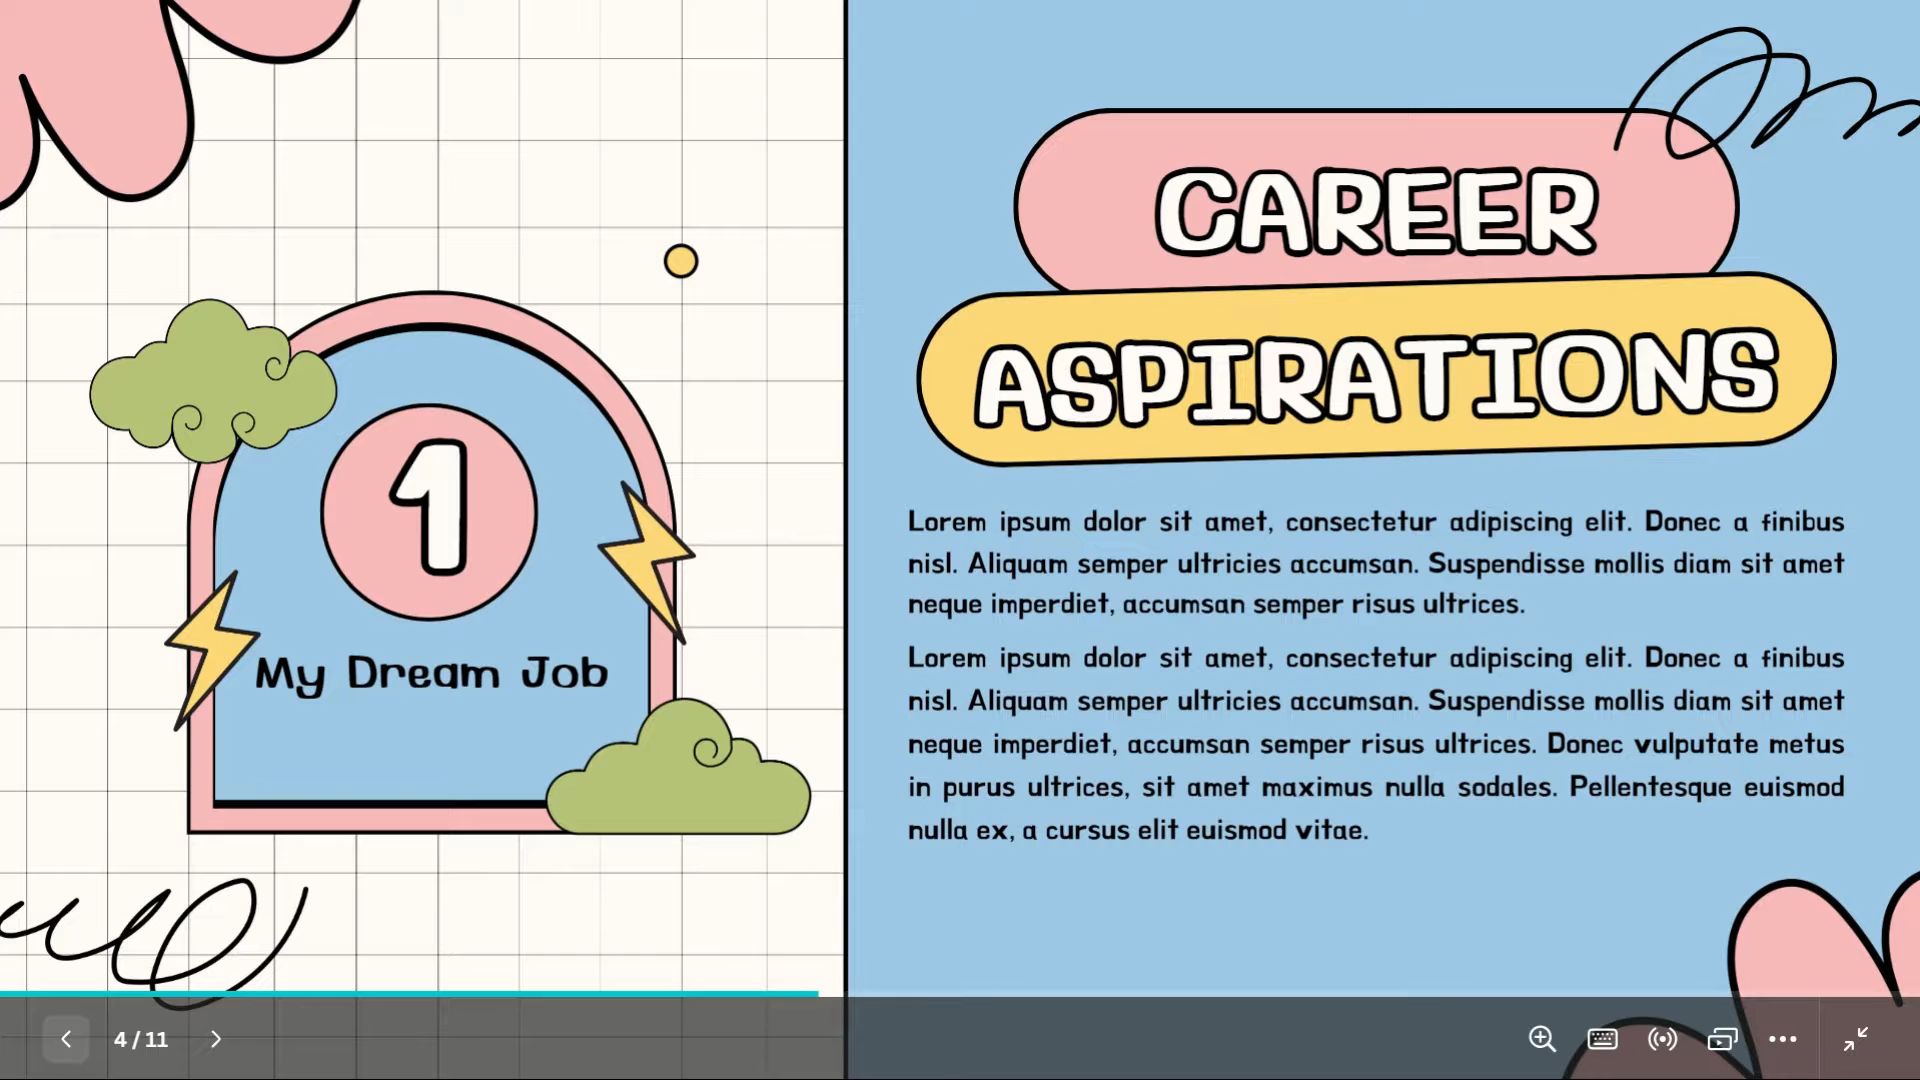 1
My Dream Job
CAREER
ASPIRATIONS
Lorem ipsum dolor sit amet, consectetur adipiscing elit. Donec a finibus
nisl. Aliquam semper ultricies accumsan. Suspendisse mollis diam sit amet
neque imperdiet, accumsan semper risus ultrices.
Lorem ipsum dolor sit amet, consectetur adipiscing elit. Donec a finibus
nisl. Aliquam semper ultricies accumsan. Suspendisse mollis diam sit amet
neque imperdiet, accumsan semper risus ultrices. Donec vulputate metus
in purus ultrices, sit amet maximus nulla sodales. Pellentesque euismod
nulla ex, a cursus elit euismod vitae.
4 / 11